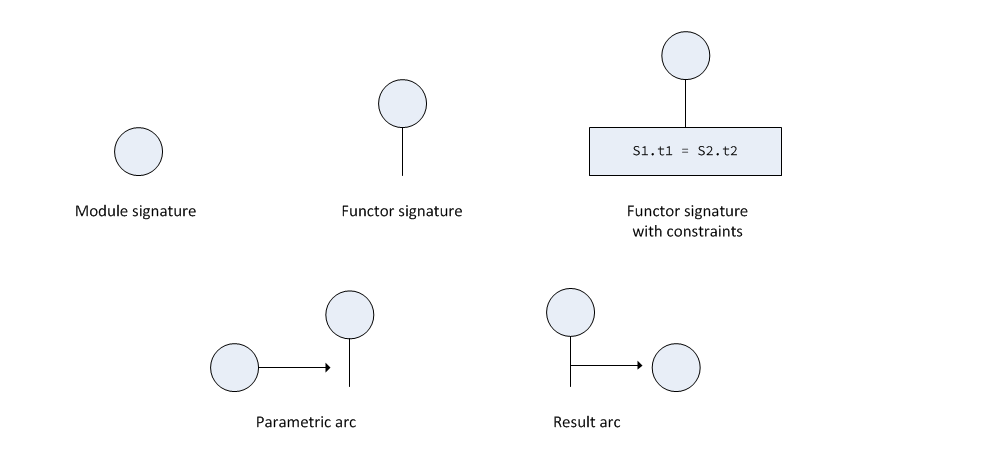 S1.t1 = S2.t2
Module signature
Functor signature
Functor signature
with constraints
Parametric arc
Result arc